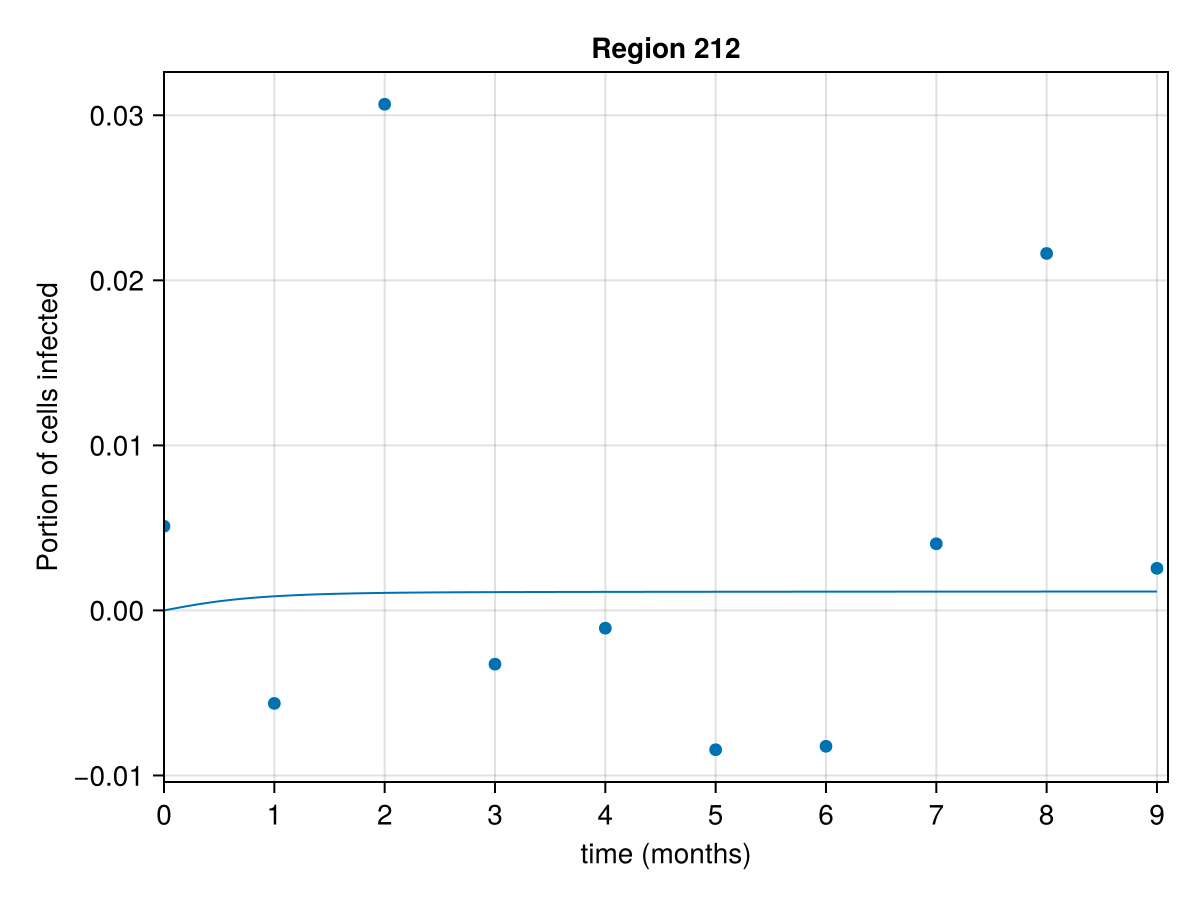 Region 212
Portion of cells infected
0.03
0.02
0.01
0.00
−0.01
0 1 2 3 4 5 6 7 8 9
time (months)